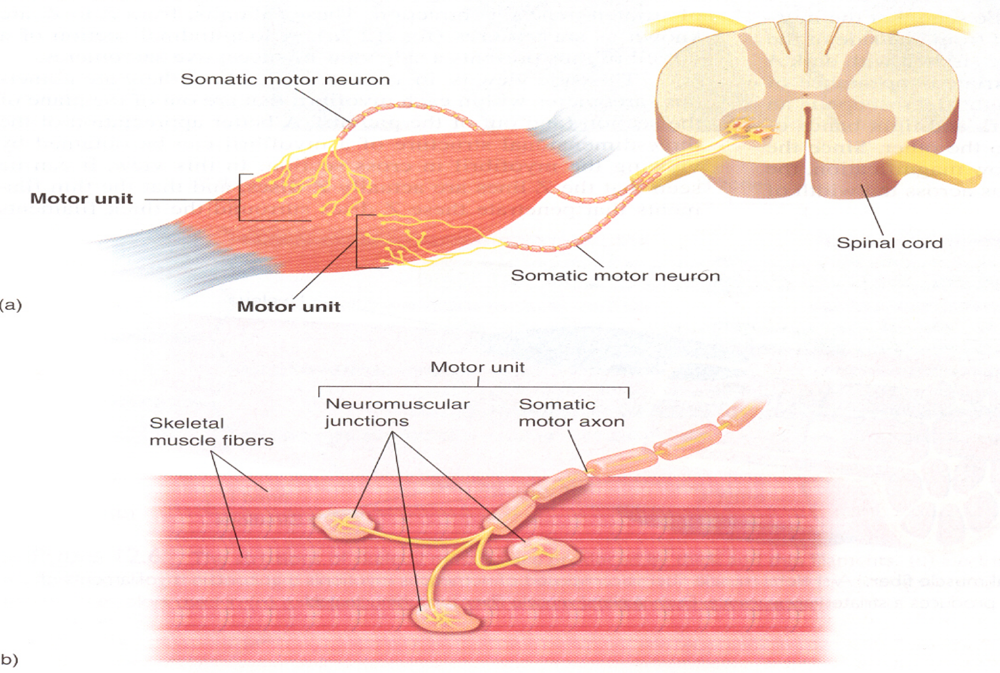 Somatic motor neuron
Motor unit
Spinal cord
Somatic motor neuron
Motor unit
(a)
Motor unit
Neuromuscular
junctions
Somatic
motor axon
Skeletal
muscle fibers
b)